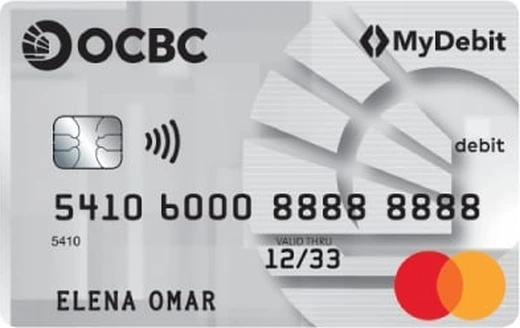 OCBC
MyDebit
debit
5410 6000 8888 8888
5410
VALID THRU
12/33
ELENA OMAR